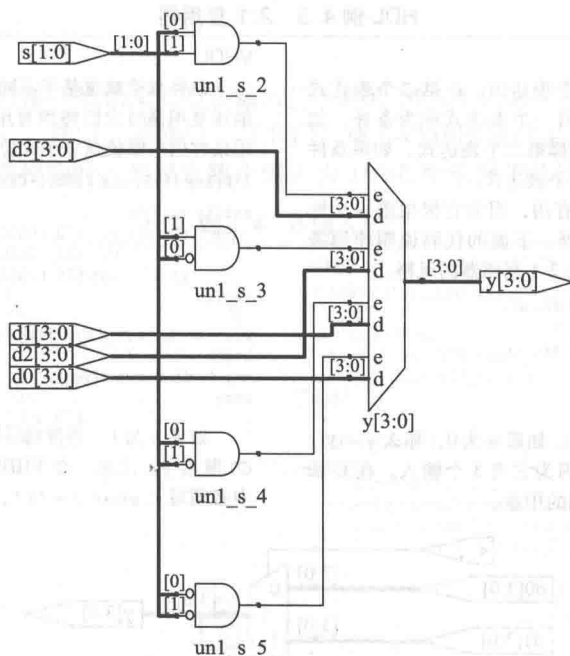 [0]
[1:0]
s[1:0]
[1]
un1_s_2
d3[3:0]
[3:0]
e
d
[1]
[0]
un1_s_3
[3:0]
e
d
[3:0]
y[3:0]
e
[3:0]
d
d1[3:0]
d2[3:0]
d0[3:0]
e
[3:0]
d
y[3:0]
[0]
[1]
un1_s_4
[0]
[1]
un1_s_5